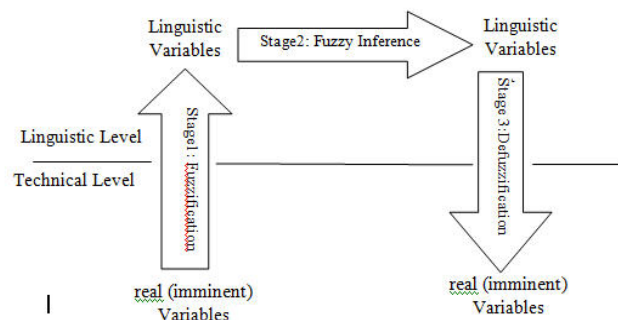 Linguistic
Variables
Stage2: Fuzzy Inference
Linguistic
Variables
Stage1: Fuzzification
Stage 3:Defuzzification
Linguistic Level
Technical Level
real (imminent)
Variables
real (imminent)
Variables